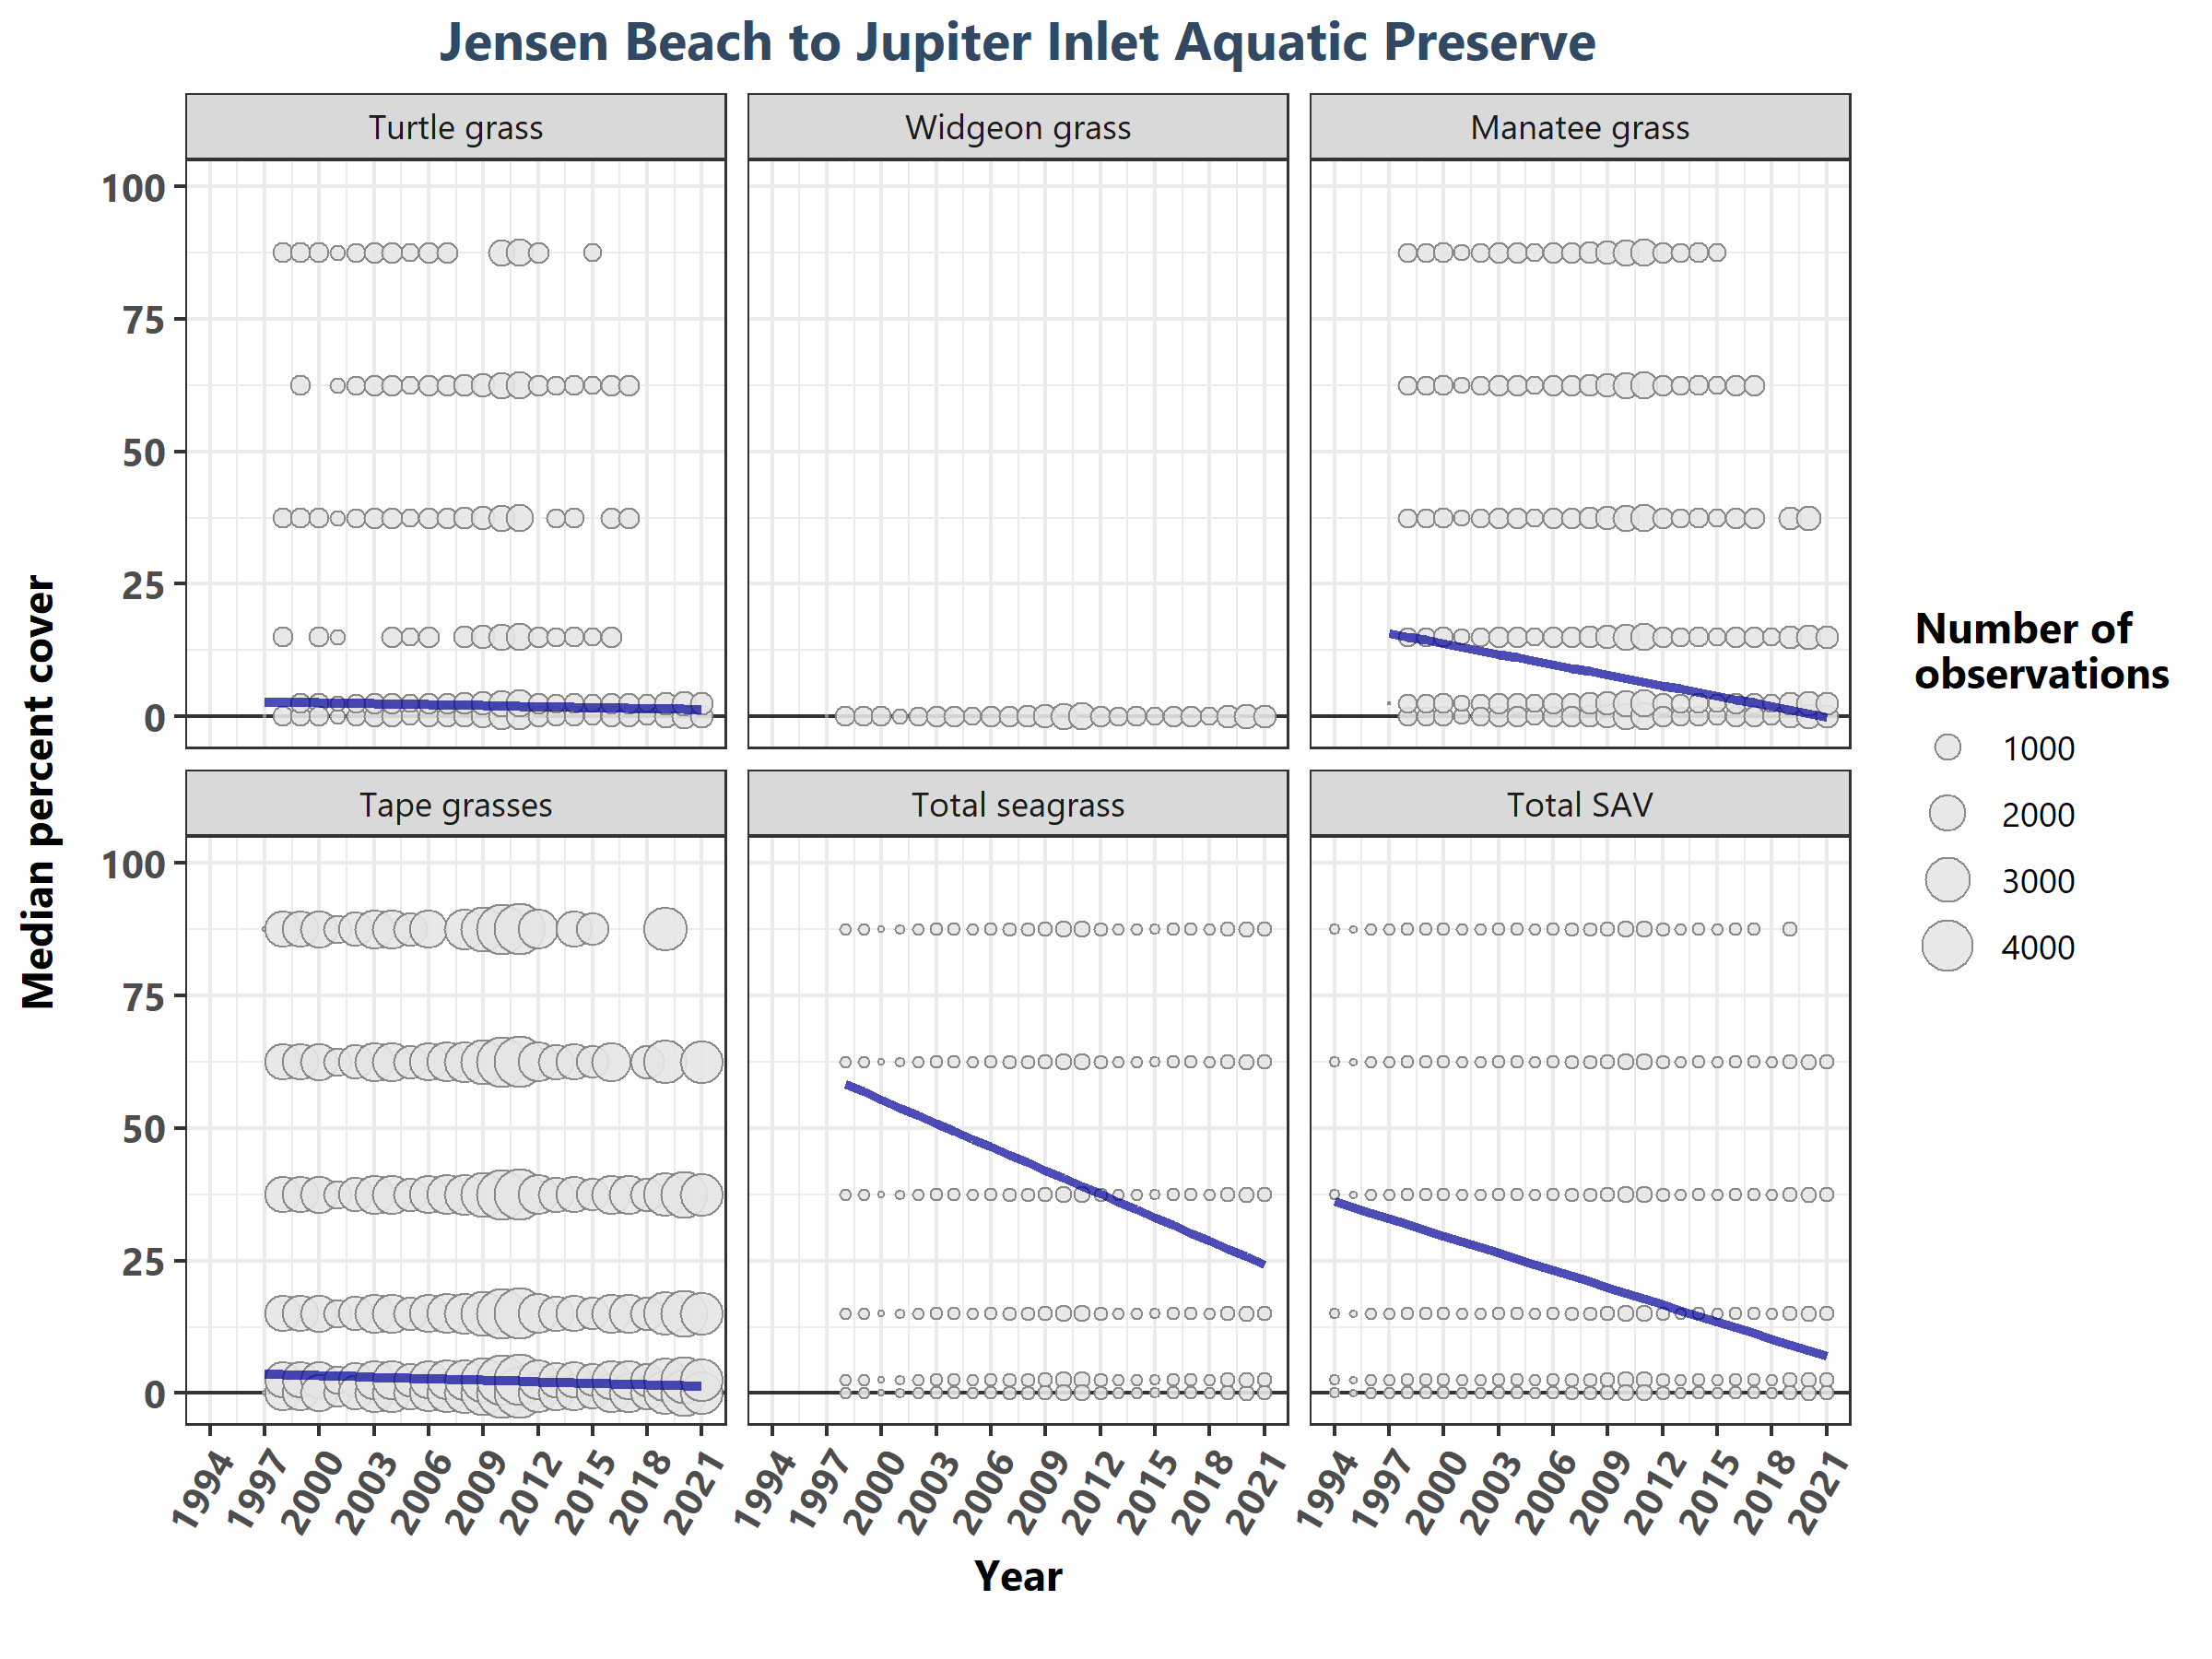 Jensen Beach to Jupiter Inlet Aquatic Preserve
Turtle grass
Widgeon grass
Manatee grass
100
75
50
25
0
Tape grasses
Total seagrass
Total SAV
100
75
50
25
0
1994 1997 2000 2003 2006 2009 2012 2015 2018 2021
1994 1997 2000 2003 2006 2009 2012 2015 2018 2021
1994 1997 2000 2003 2006 2009 2012 2015 2018 2021
Median percent cover
Year
Number of
observations
1000
2000
3000
4000